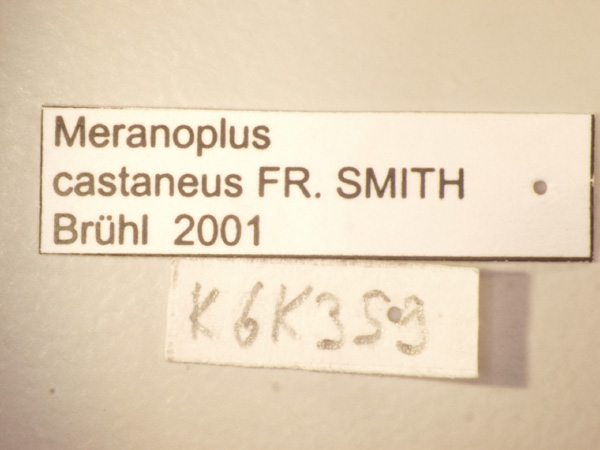 Meranoplus
castaneus FR. SMITH
Brühl 2001
K6K359